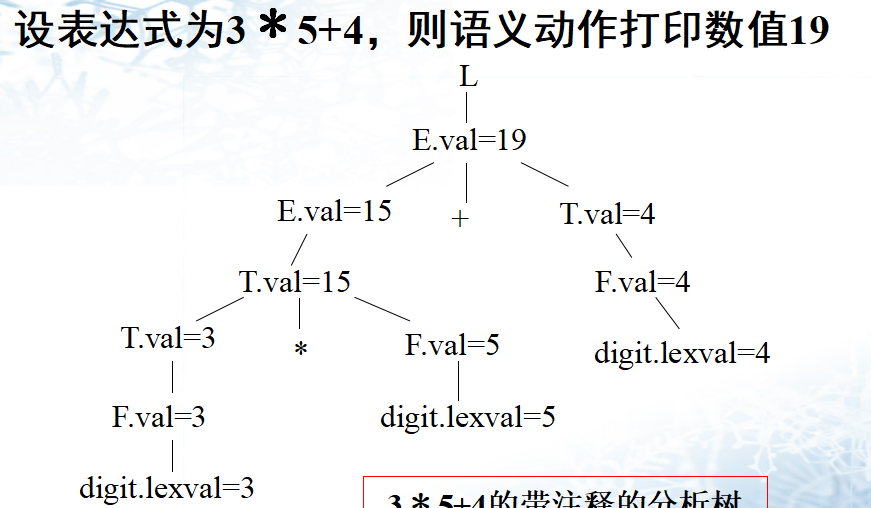 设表达式为3*5+4，则语义动作打印数值19
L
E.val=19
E.val=15 + T.val=4
T.val=15 F.val=4
T.val=3 * F.val=5 digit.lexval=4
F.val=3 digit.lexval=5
digit.lexval=3
3*5+4的带注释的分析树